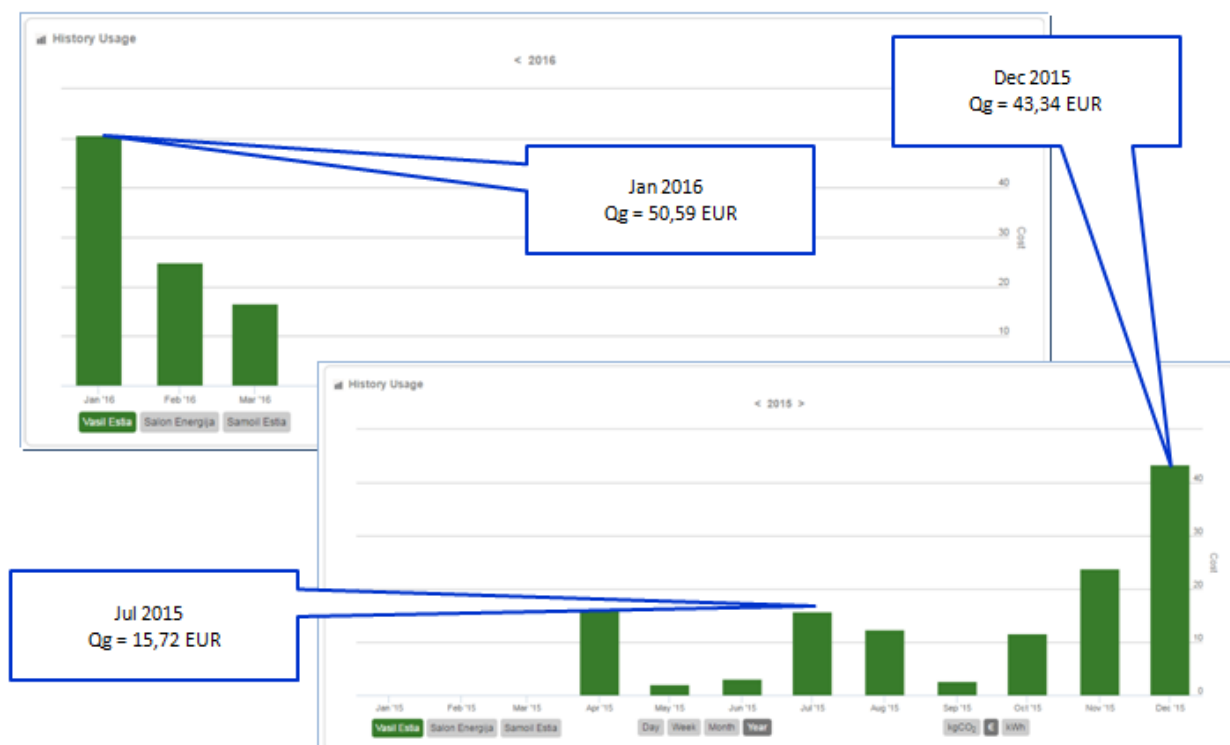 History Usage
< 2016
Dec 2015
Qg = 43,34 EUR
Jan 2016
Qg = 50,59 EUR
40
30
20
10
Cost
Jan '16 Feb '16 Mar '16
Vasil Estia Salon Energija Samoil Estia
History Usage
< 2015 >
40
30
20
10
0
Cost
Jul 2015
Qg = 15,72 EUR
Jan '15 Feb '15 Mar '15 Apr '15 May '15 Jun '15 Jul '15 Aug '15 Sep '15 Oct '15 Nov '15 Dec '15
Vasil Estia Salon Energija Samoil Estia Day Week Month Year kgCO₂ € kWh